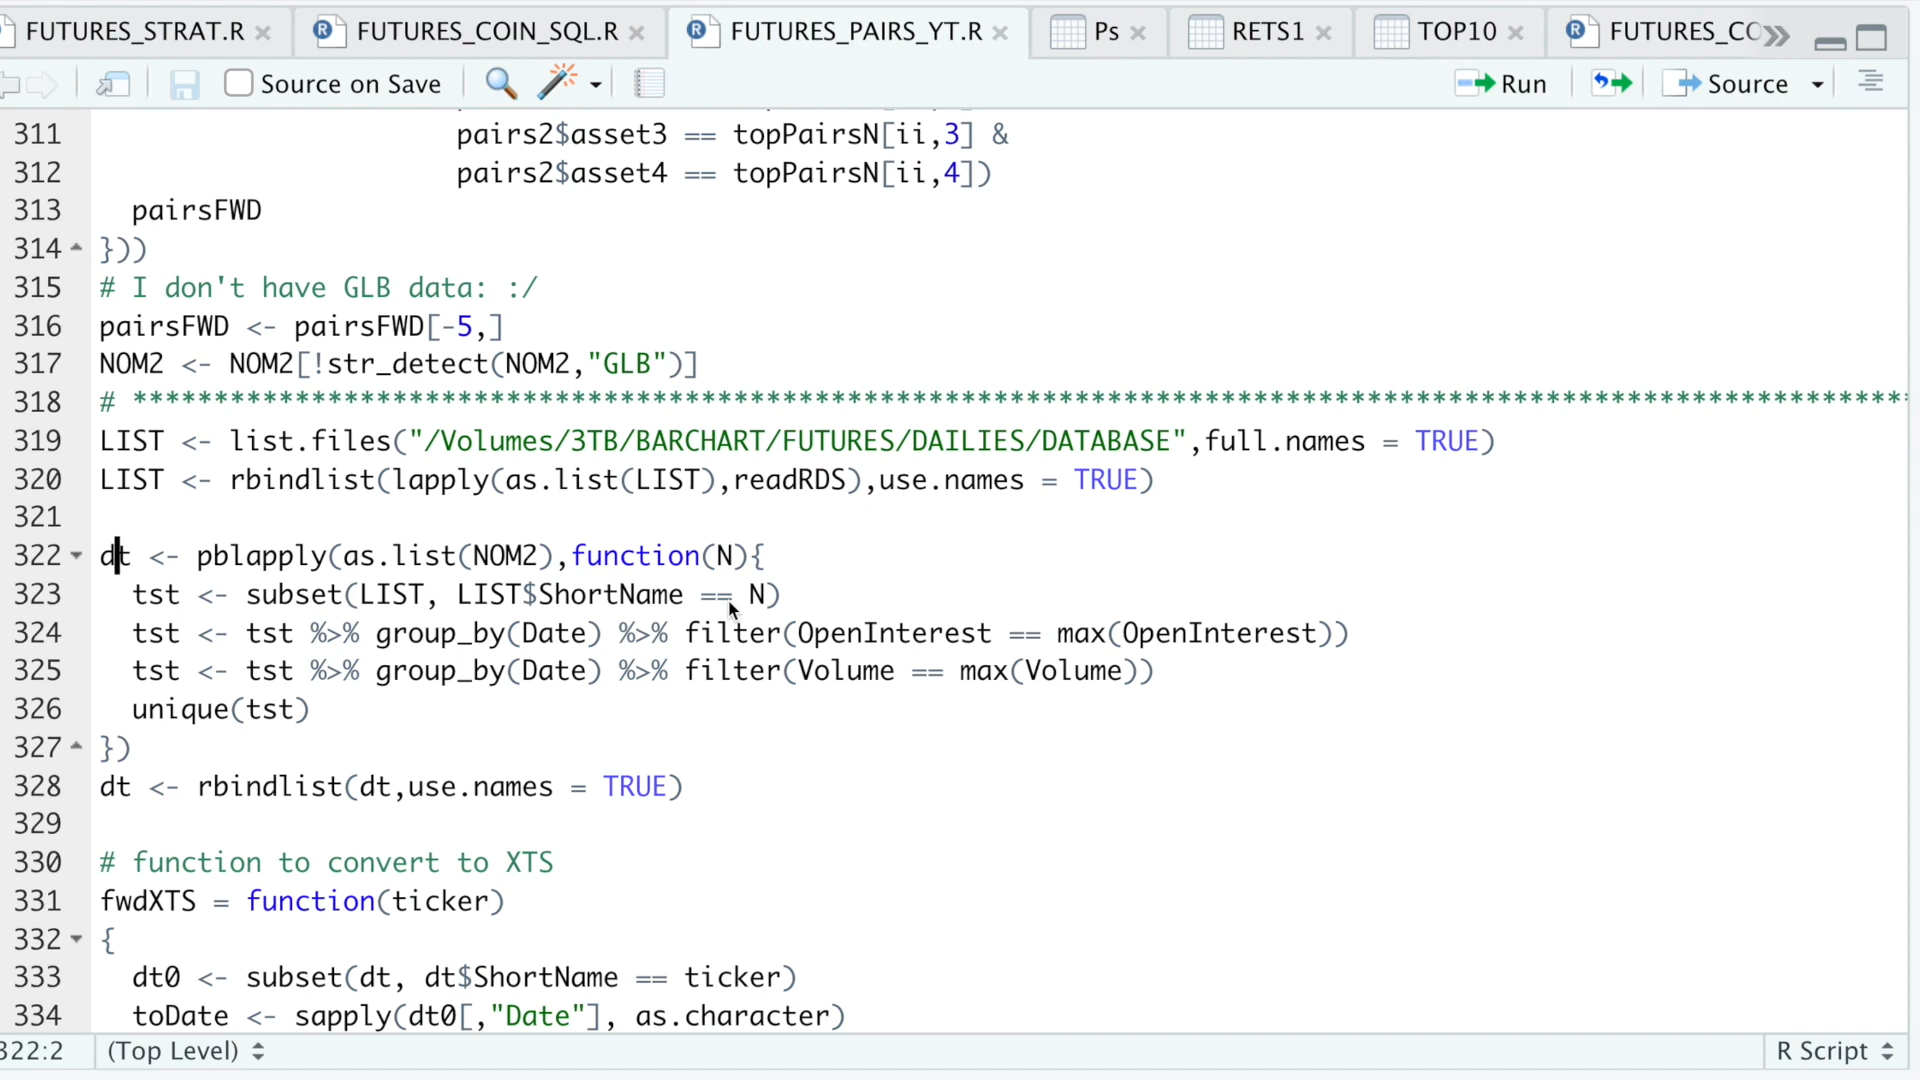 FUTURES_STRAT.R FUTURES_COIN_SQL.R FUTURES_PAIRS_YT.R Ps RETS1 TOP10 FUTURES_CO
Source on Save Run Source
311 pairs2$asset3 == topPairsN[ii,3] &
312 pairs2$asset4 == topPairsN[ii,4])
313 pairsFWD
314 }))
315 # I don't have GLB data: :/
316 pairsFWD <- pairsFWD[-5,]
317 NOM2 <- NOM2[!str_detect(NOM2,"GLB")]
318 # *************************************************************************************************************
319 LIST <- list.files("/Volumes/3TB/BARCHART/FUTURES/DAILIES/DATABASE",full.names = TRUE)
320 LIST <- rbindlist(lapply(as.list(LIST),readRDS),use.names = TRUE)
321
322 dt <- pblapply(as.list(NOM2),function(N){
323 tst <- subset(LIST, LIST$ShortName == N)
324 tst <- tst %>% group_by(Date) %>% filter(OpenInterest == max(OpenInterest))
325 tst <- tst %>% group_by(Date) %>% filter(Volume == max(Volume))
326 unique(tst)
327 })
328 dt <- rbindlist(dt,use.names = TRUE)
329
330 # function to convert to XTS
331 fwdXTS = function(ticker)
332 {
333 dt0 <- subset(dt, dt$ShortName == ticker)
334 toDate <- sapply(dt0[,"Date"], as.character)
322:2 (Top Level) R Script